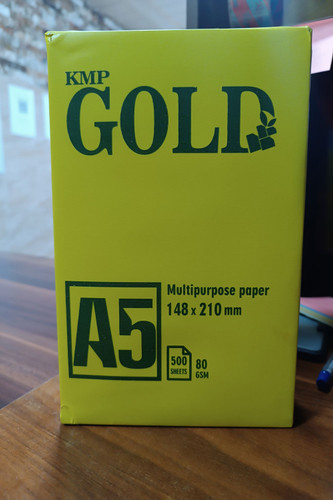 KMP
GOLD
A5
Multipurpose paper
148 x 210 mm
500
SHEETS
80
GSM